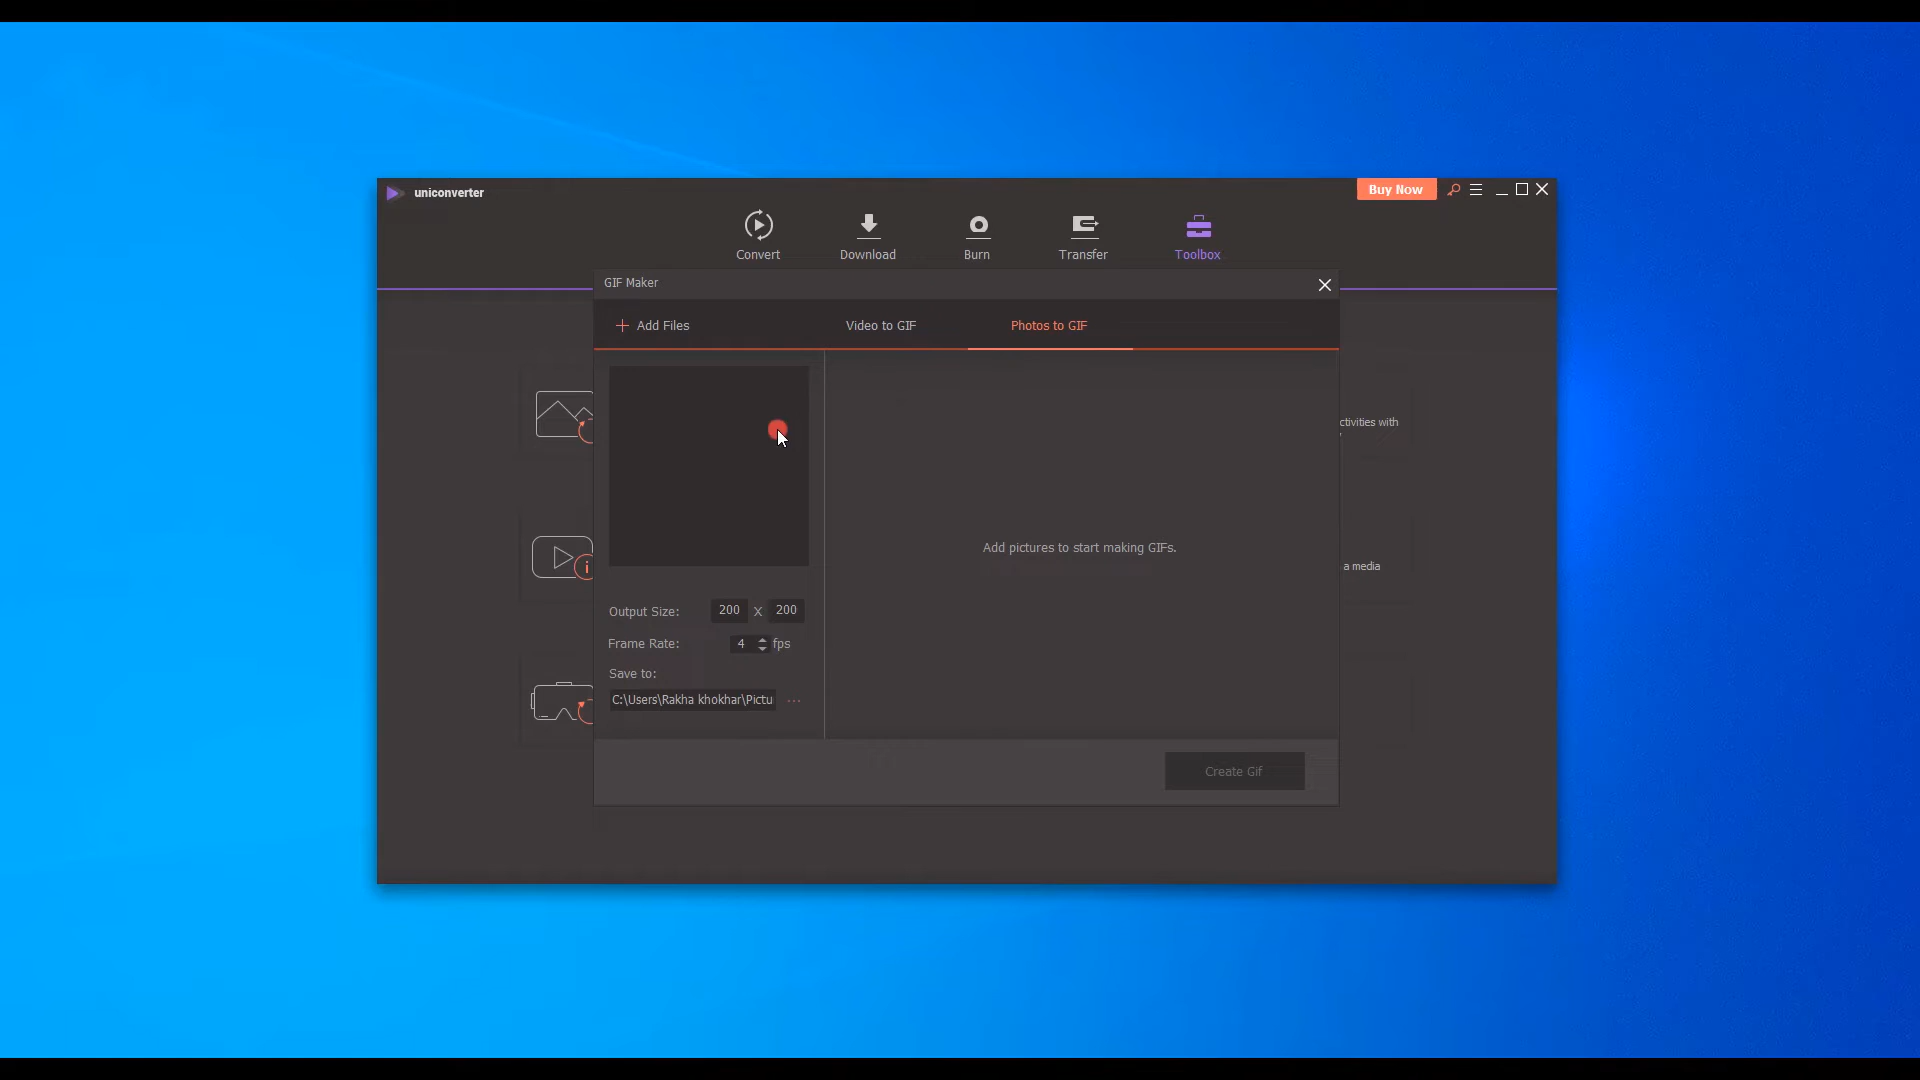 uniconverter
Buy Now
Convert
Download
Burn
Transfer
Toolbox
GIF Maker
Add Files
Video to GIF
Photos to GIF
ctivities with
i
Add pictures to start making GIFs.
a media
Output Size: 200 X 200
Frame Rate: 4 fps
Save to:
C:\Users\Rakha khokhar\Pictu ...
Create Gif